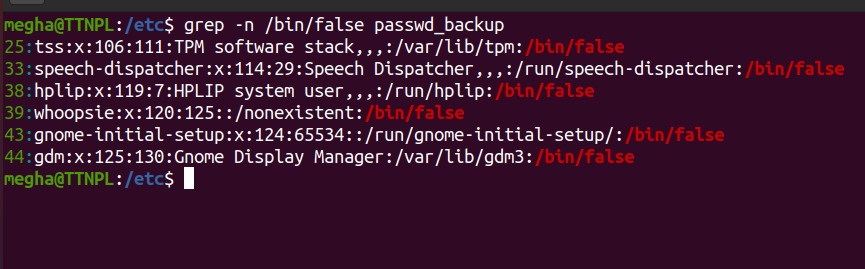 megha@TTNPL:/etc$ grep -n /bin/false passwd_backup
25:tss:x:106:111:TPM software stack,,,:/var/lib/tpm:/bin/false
33:speech-dispatcher:x:114:29:Speech Dispatcher,,,:/run/speech-dispatcher:/bin/false
38:hplip:x:119:7:HPLIP system user,,,:/run/hplip:/bin/false
39:whoopsie:x:120:125::/nonexistent:/bin/false
43:gnome-initial-setup:x:124:65534::/run/gnome-initial-setup/:/bin/false
44:gdm:x:125:130:Gnome Display Manager:/var/lib/gdm3:/bin/false
megha@TTNPL:/etc$